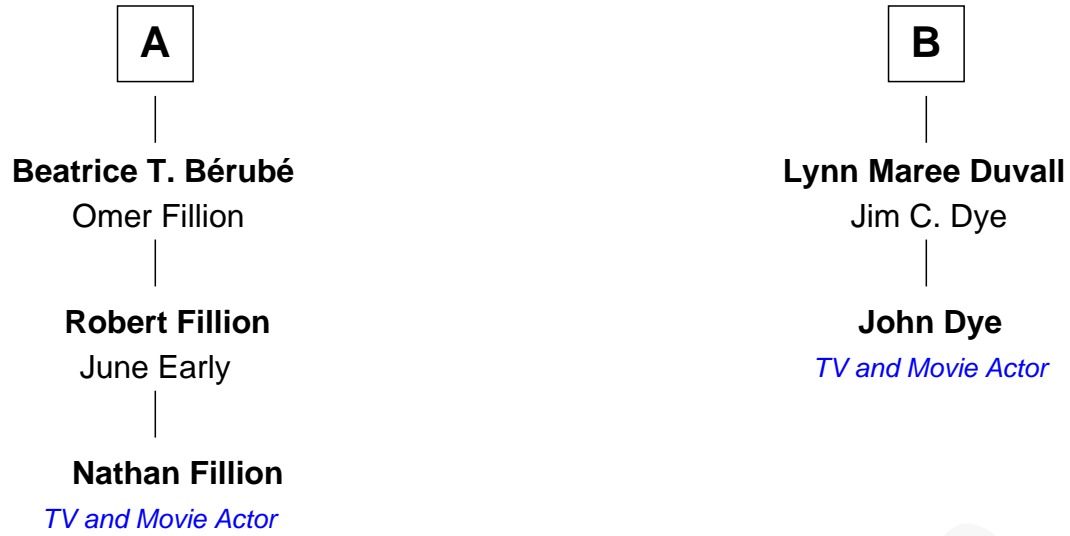 A
Beatrice T. Bérubé
Omer Fillion
Robert Fillion
June Early
Nathan Fillion
TV and Movie Actor
B
Lynn Maree Duvall
Jim C. Dye
John Dye
TV and Movie Actor